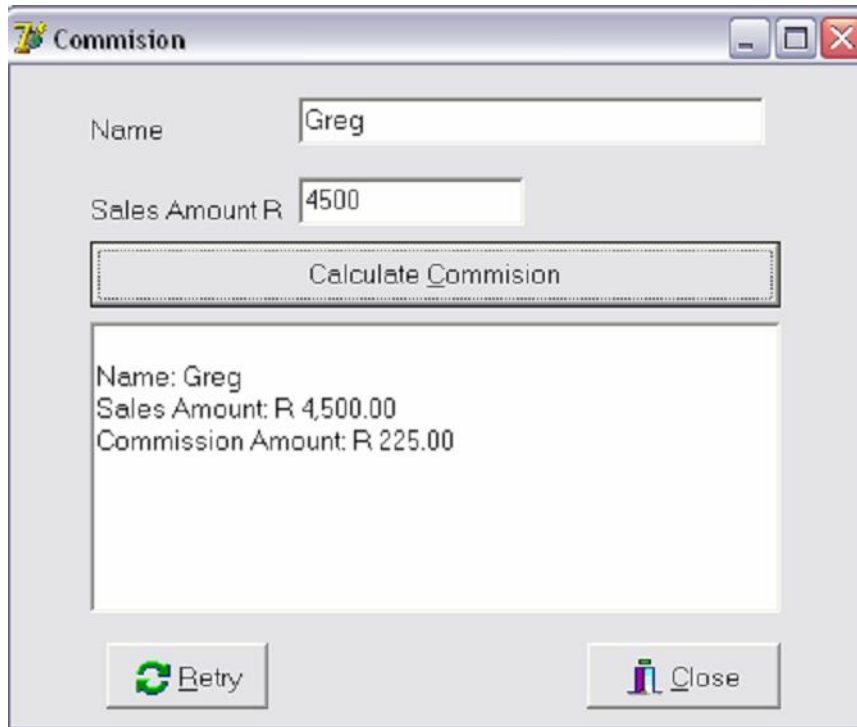 Commision
Name
Greg
Sales Amount R
4500
Calculate Commision
Name: Greg
Sales Amount: R 4,500.00
Commission Amount: R 225.00
Retry
Close